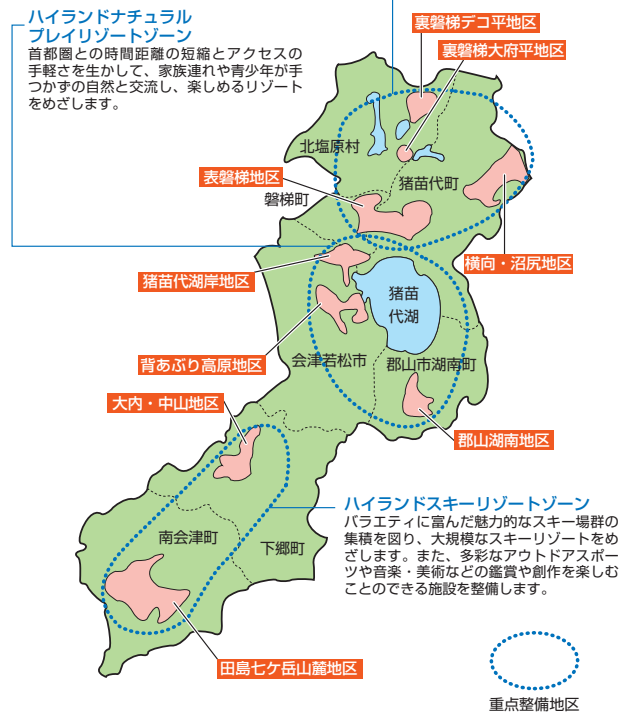 ハイランドナチュラル
プレイリゾートゾーン
首都圏との時間距離の短縮とアクセスの
手軽さを生かして、家族連れや青少年が手
つかずの自然と交流し、楽しめるリゾート
をめざします。
裏磐梯デコ平地区
裏磐梯大府平地区
北塩原村
表磐梯地区
猪苗代町
磐梯町
横向・沼尻地区
猪苗代湖岸地区
猪苗
代湖
背あぶり高原地区
会津若松市
郡山市湖南町
大内・中山地区
郡山湖南地区
ハイランドスキーリゾートゾーン
バラエティに富んだ魅力的なスキー場群の
集積を図り、大規模なスキーリゾートをめ
ざします。また、多彩なアウトドアスポー
ツや音楽・美術などの鑑賞や創作を楽しむ
ことのできる施設を整備します。
南会津町
下郷町
田島七ケ岳山麓地区
重点整備地区